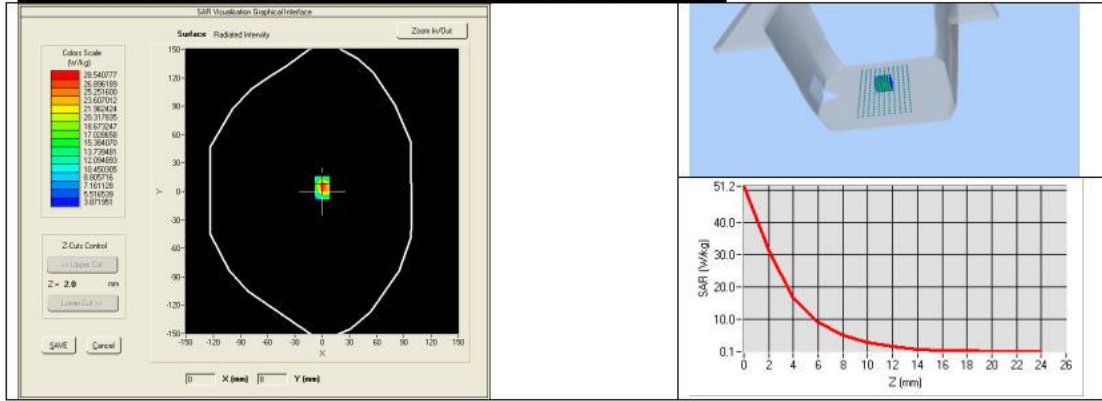 SAR Visualisation Graphical Interface
Surface Radiated Intensity
Zoom In/Out
Colors Scale
(W/kg)
28.540777
26.896189
25.251600
23.607012
21.962424
20.317835
18.673247
17.028658
15.384070
13.739481
12.094893
10.450305
8.805716
7.161128
5.516539
3.871951
Z-Cuts Control
<< Upper Cut
Z = 2.0 mm
Lower Cut >>
SAVE Cancel
150-
120-
90-
60-
30-
Y 0-
-30-
-60-
-90-
-120-
-150-
-150 -120 -90 -60 -30 0 30 60 90 120 150
X
0 X (mm) 0 Y (mm)
51.2-
40.0-
30.0-
20.0-
10.0-
0.1-
SAR (W/kg)
0 2 4 6 8 10 12 14 16 18 20 22 24 26
Z (mm)